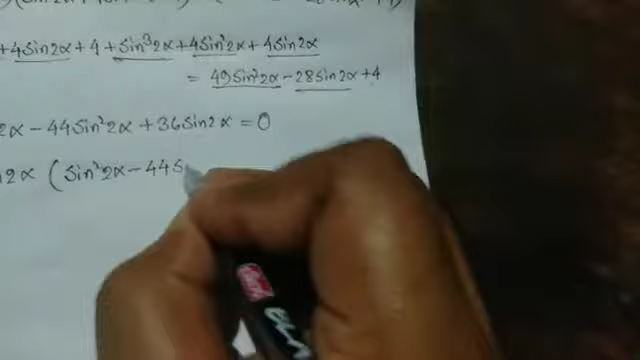 +4sin2α + 4 + sin³2α + 4sin²2α + 4sin2α
= 49sin²2α - 28sin2α + 4
2α - 44sin²2α + 36sin2α = 0
2α (sin²2α - 44s